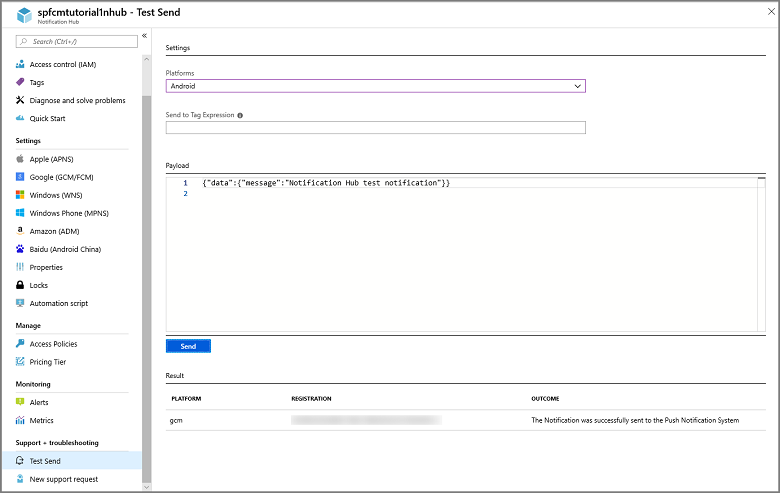 spfcmtutorial1nhub - Test Send
Notification Hub
Search (Ctrl+/)
Access control (IAM)
Tags
Diagnose and solve problems
Quick Start
Settings
Apple (APNS)
Google (GCM/FCM)
Windows (WNS)
Windows Phone (MPNS)
Amazon (ADM)
Baidu (Android China)
Properties
Locks
Automation script
Manage
Access Policies
Pricing Tier
Monitoring
Alerts
Metrics
Support + troubleshooting
Test Send
New support request
Settings
Platforms
Android
Send to Tag Expression
Payload
1 {"data":{"message":"Notification Hub test notification"}}
2
Send
Result
PLATFORM REGISTRATION OUTCOME
gcm The Notification was successfully sent to the Push Notification System